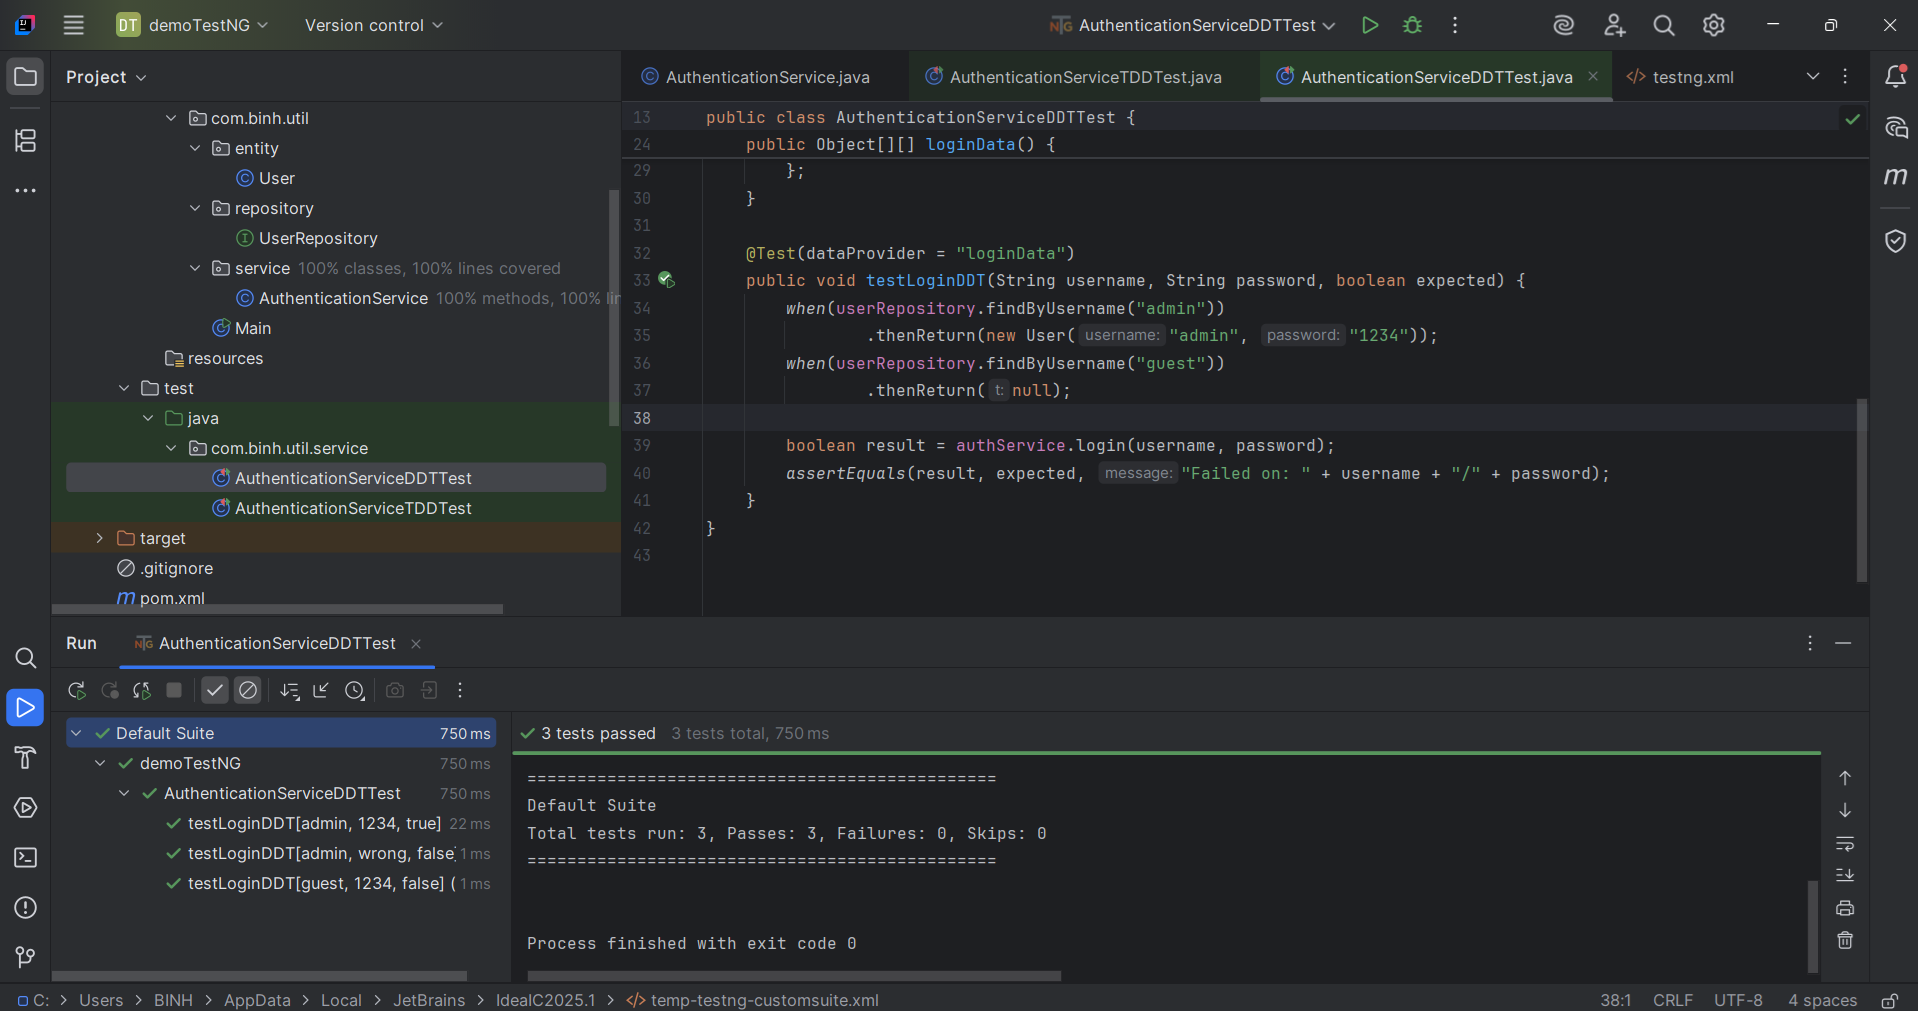 DT demoTestNG Version control AuthenticationServiceDDTTest
Project
AuthenticationService.java AuthenticationServiceTDDTest.java AuthenticationServiceDDTTest.java testng.xml
com.binh.util
entity
User
repository
UserRepository
service 100% classes, 100% lines covered
AuthenticationService 100% methods, 100% lin
Main
resources
test
java
com.binh.util.service
AuthenticationServiceDDTTest
AuthenticationServiceTDDTest
target
.gitignore
pom.xml
13 public class AuthenticationServiceDDTTest {
24 public Object[][] loginData() {
29 };
30 }
31
32 @Test(dataProvider = "loginData")
33 public void testLoginDDT(String username, String password, boolean expected) {
34 when(userRepository.findByUsername("admin"))
35 .thenReturn(new User( username: "admin", password: "1234"));
36 when(userRepository.findByUsername("guest"))
37 .thenReturn( t: null);
38
39 boolean result = authService.login(username, password);
40 assertEquals(result, expected, message: "Failed on: " + username + "/" + password);
41 }
42 }
43
Run AuthenticationServiceDDTTest
Default Suite 750 ms
demoTestNG 750 ms
AuthenticationServiceDDTTest 750 ms
testLoginDDT[admin, 1234, true] 22 ms
testLoginDDT[admin, wrong, false] 1 ms
testLoginDDT[guest, 1234, false] ( 1 ms
3 tests passed 3 tests total, 750 ms
===============================================
Default Suite
Total tests run: 3, Passes: 3, Failures: 0, Skips: 0
===============================================
Process finished with exit code 0
C: > Users > BINH > AppData > Local > JetBrains > IdeaIC2025.1 > temp-testng-customsuite.xml
38:1 CRLF UTF-8 4 spaces